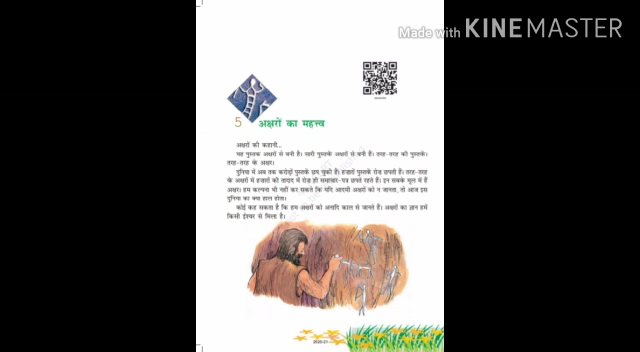 Made with KINEMASTER
5 अक्षरों का महत्त्व
अक्षरों की कहानी...
यह पुस्तक अक्षरों से बनी है। सारी पुस्तकें अक्षरों से बनी हैं। तरह-तरह की पुस्तकें।
तरह-तरह के अक्षर।
दुनिया में अब तक करोड़ों पुस्तकें छप चुकी हैं। हजारों पुस्तकें रोज़ छपती हैं। तरह-तरह
के अक्षरों में हजारों की तादाद में रोज़ ही समाचार-पत्र छपते रहते हैं। इन सबके मूल में हैं
अक्षर। हम कल्पना भी नहीं कर सकते कि यदि आदमी अक्षरों को न जानता, तो आज इस
दुनिया का क्या हाल होता।
कोई कह सकता है कि हम अक्षरों को अनादि काल से जानते हैं। अक्षरों का ज्ञान हमें
किसी ईश्वर से मिला है।
2020-21